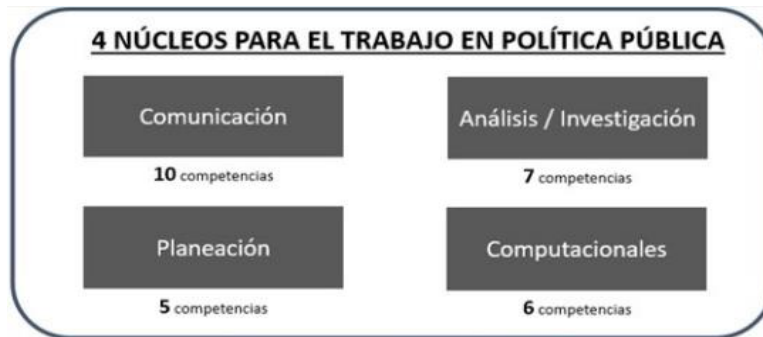 4 NÚCLEOS PARA EL TRABAJO EN POLÍTICA PÚBLICA
Comunicación
10 competencias
Análisis / Investigación
7 competencias
Planeación
5 competencias
Computacionales
6 competencias